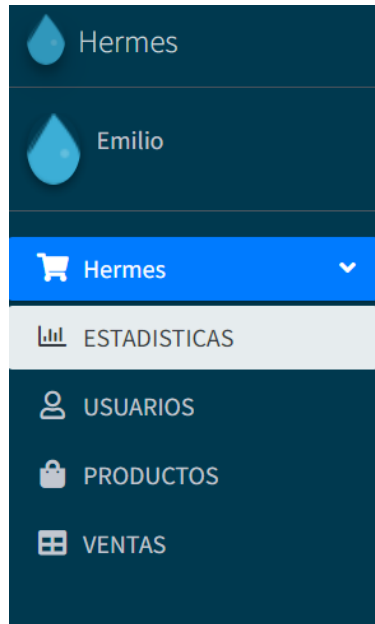 Hermes
Emilio
Hermes
ESTADISTICAS
USUARIOS
PRODUCTOS
VENTAS